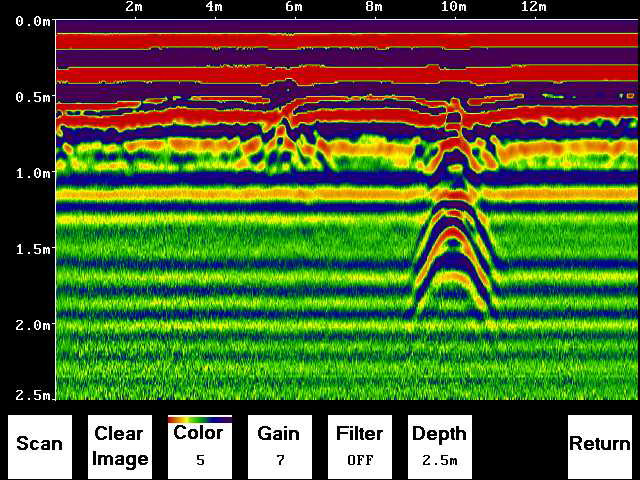 2m 4m 6m 8m 10m 12m
0.0m
0.5m
1.0m
1.5m
2.0m
2.5m
Scan
Clear Image
Color
5
Gain
7
Filter
OFF
Depth
2.5m
Return